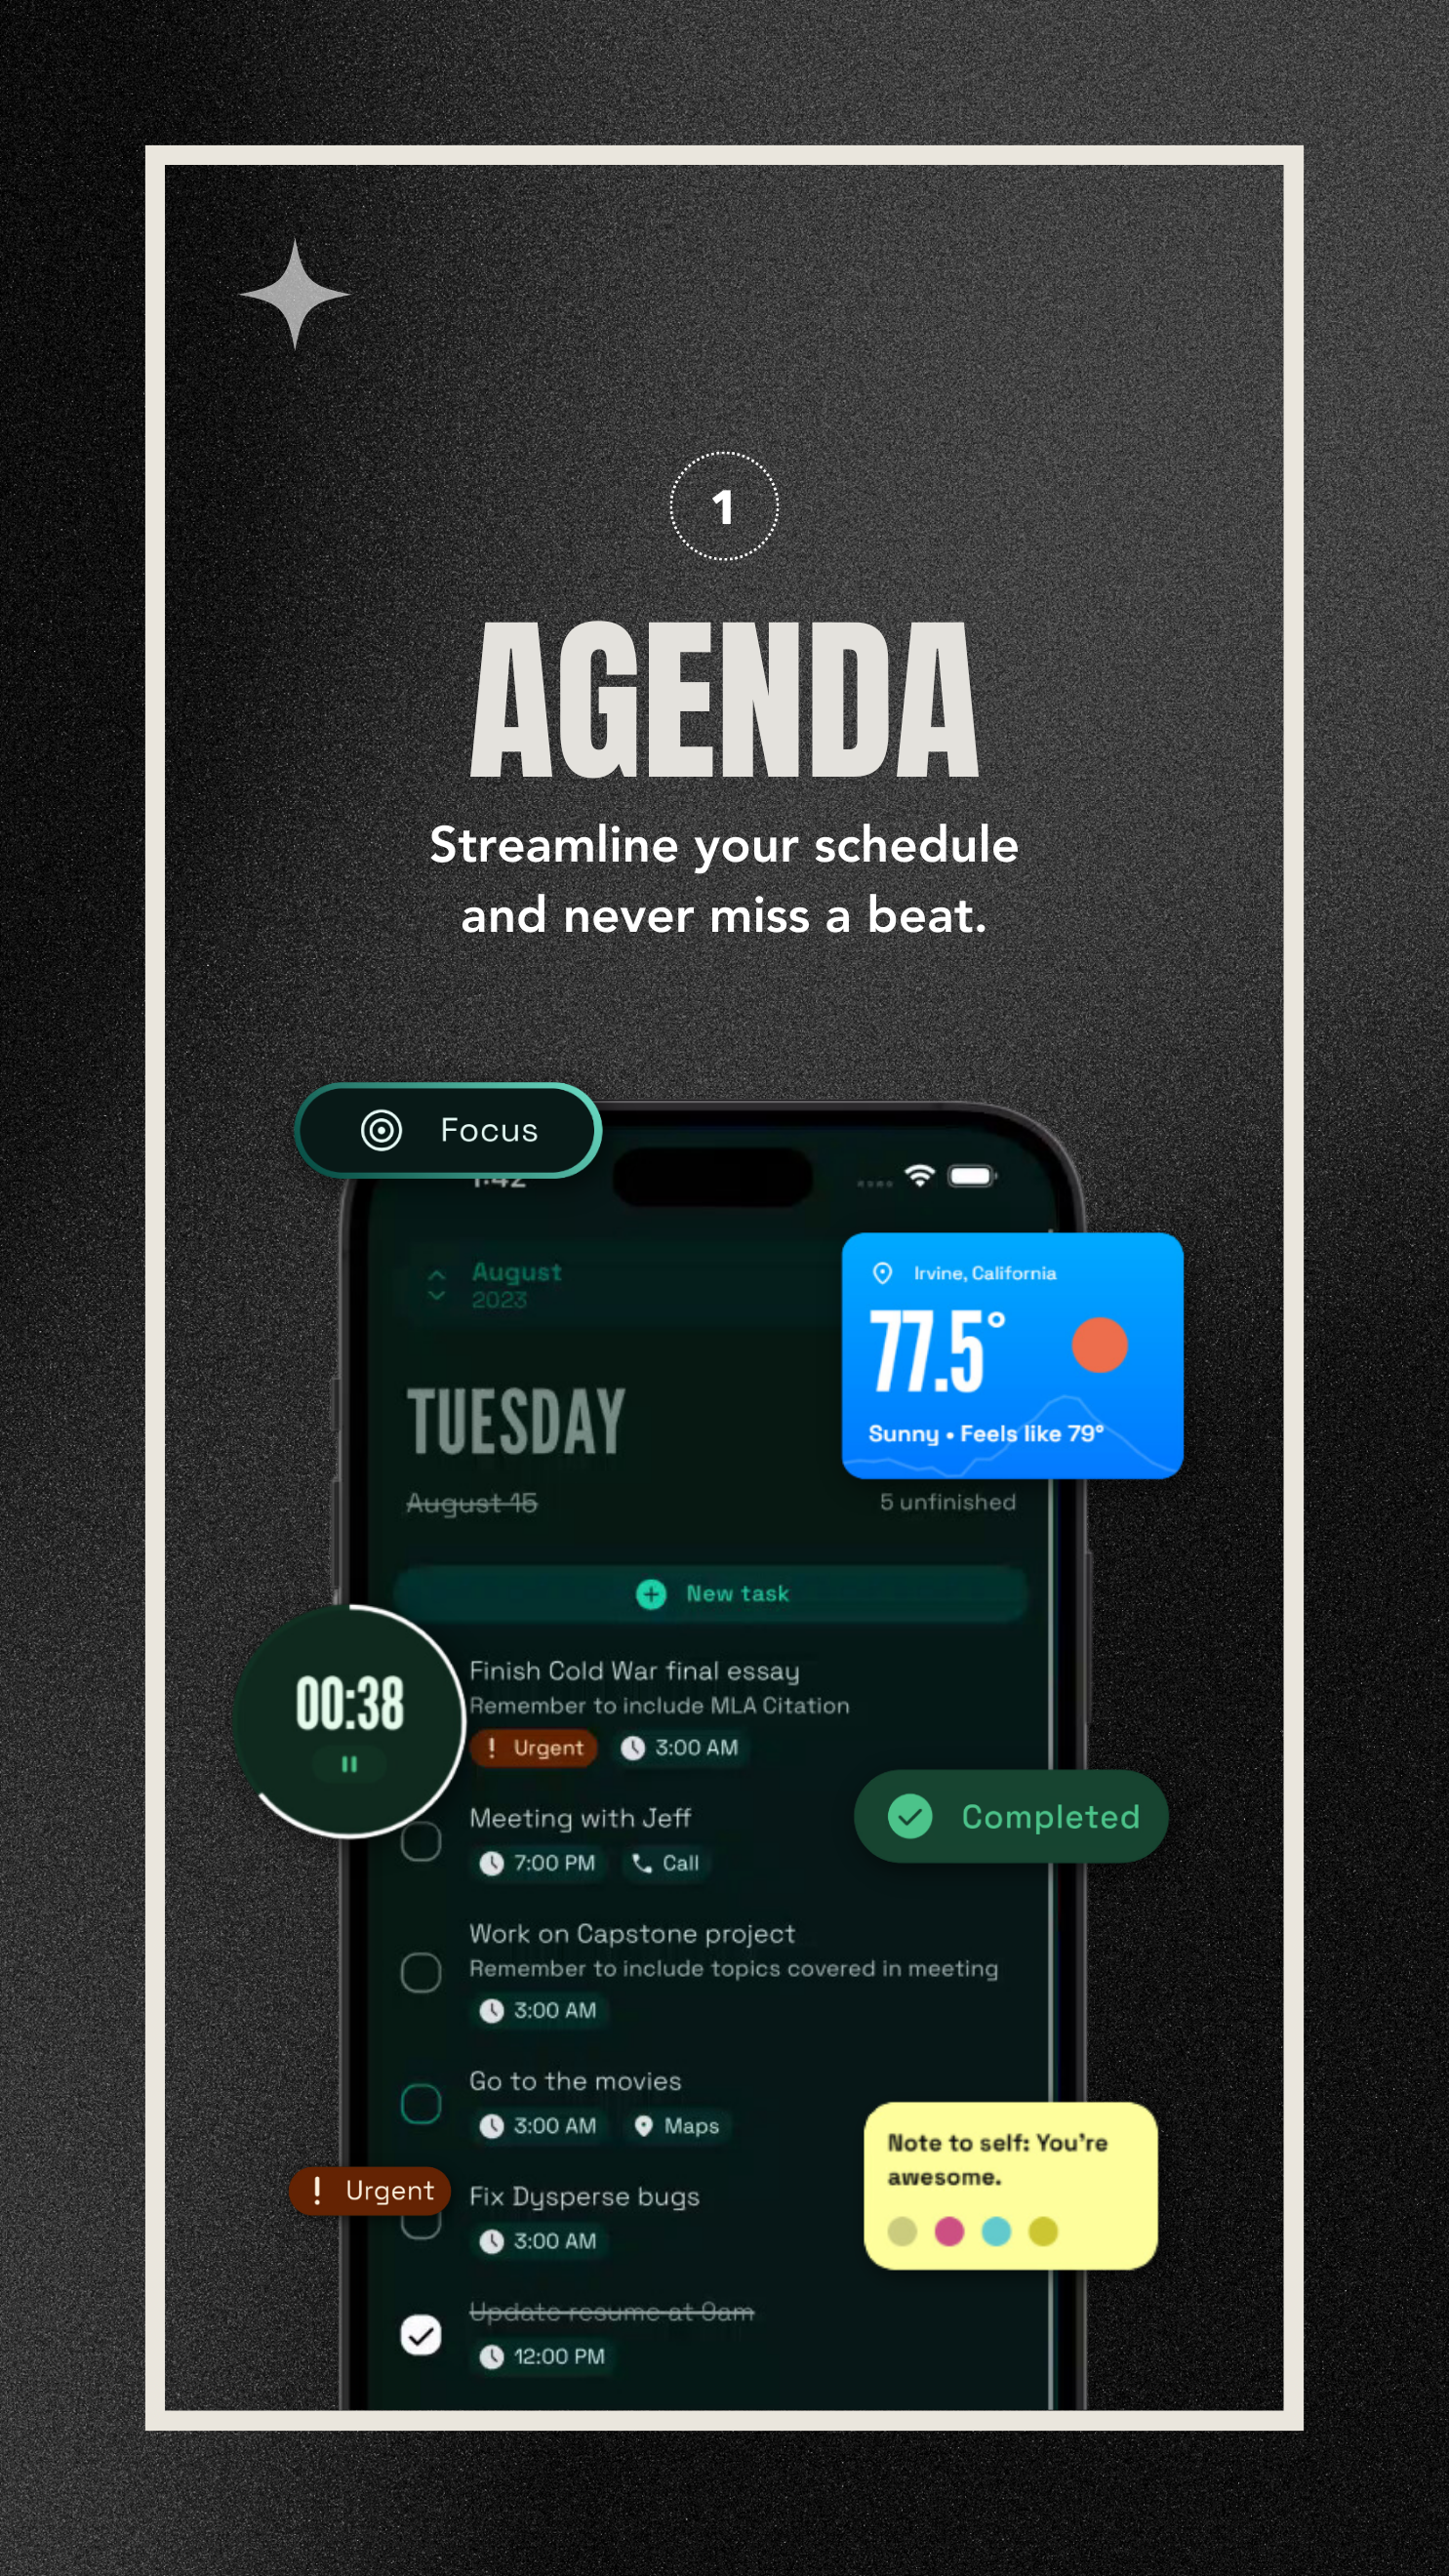 1
AGENDA
Streamline your schedule
and never miss a beat.
Focus
1:42
August
2023
Irvine, California
77.5°
Sunny • Feels like 79°
TUESDAY
August 15
5 unfinished
New task
00:38
Finish Cold War final essay
Remember to include MLA Citation
! Urgent
3:00 AM
Meeting with Jeff
7:00 PM
Call
Completed
Work on Capstone project
Remember to include topics covered in meeting
3:00 AM
Go to the movies
3:00 AM
Maps
Note to self: You're
awesome.
! Urgent
Fix Dysperse bugs
3:00 AM
Update resume at 9am
12:00 PM